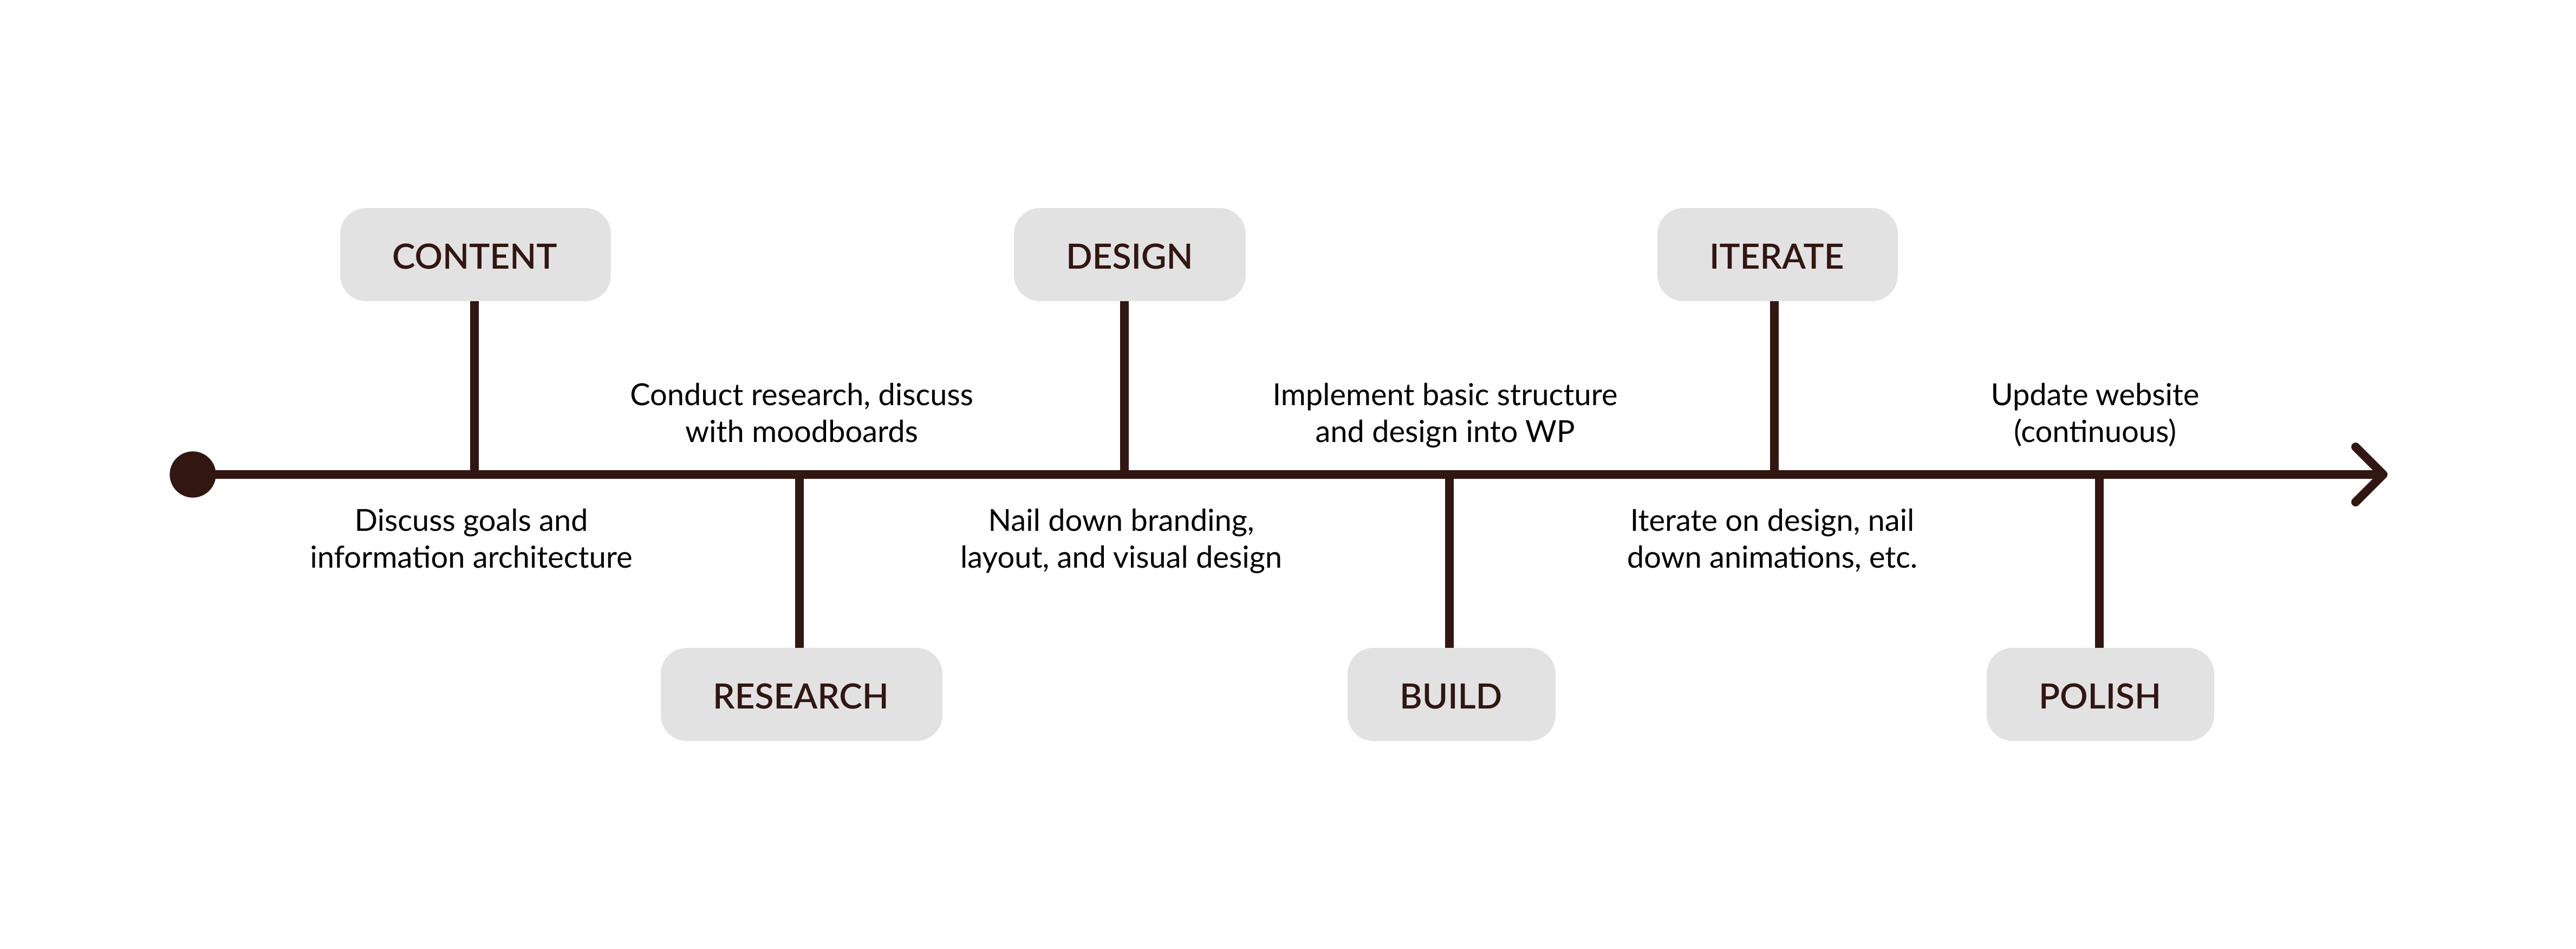 CONTENT
Discuss goals and
information architecture
Conduct research, discuss
with moodboards
RESEARCH
DESIGN
Nail down branding,
layout, and visual design
Implement basic structure
and design into WP
BUILD
ITERATE
Iterate on design, nail
down animations, etc.
Update website
(continuous)
POLISH